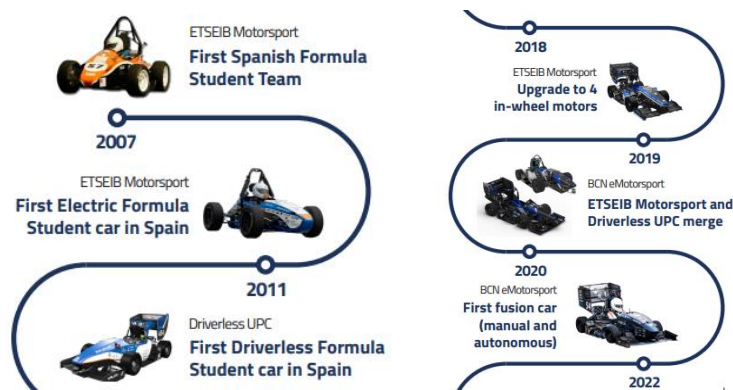 ETSEIB Motorsport
First Spanish Formula
Student Team
2007
ETSEIB Motorsport
First Electric Formula
Student car in Spain
2011
Driverless UPC
First Driverless Formula
Student car in Spain
2018
ETSEIB Motorsport
Upgrade to 4
in-wheel motors
2019
BCN eMotorsport
ETSEIB Motorsport and
Driverless UPC merge
2020
BCN eMotorsport
First fusion car
(manual and
autonomous)
2022